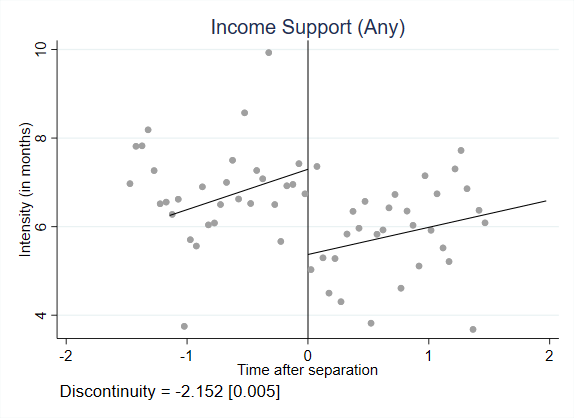 Income Support (Any)
Intensity (in months)
10
8
6
4
-2 -1 0 1 2
Time after separation
Discontinuity = -2.152 [0.005]